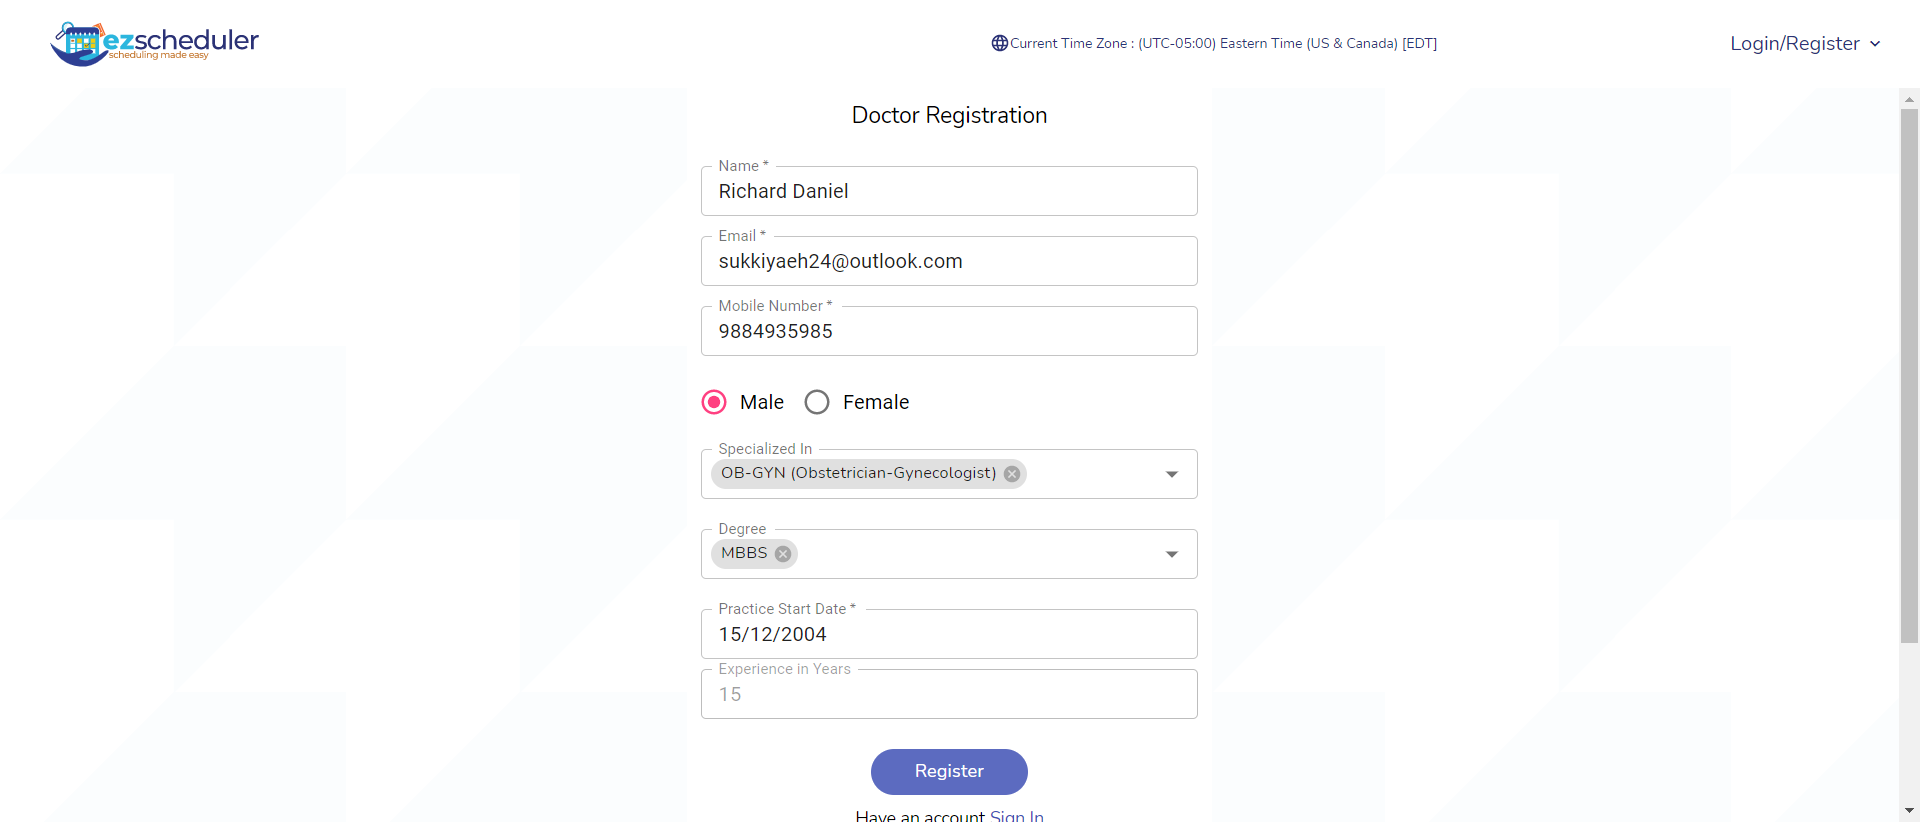 ezscheduler
scheduling made easy
Current Time Zone : (UTC-05:00) Eastern Time (US & Canada) [EDT]
Login/Register
Doctor Registration
Name *
Richard Daniel
Email *
sukkiyaeh24@outlook.com
Mobile Number *
9884935985
Male Female
Specialized In
OB-GYN (Obstetrician-Gynecologist)
Degree
MBBS
Practice Start Date *
15/12/2004
Experience in Years
15
Register
Have an account Sign In